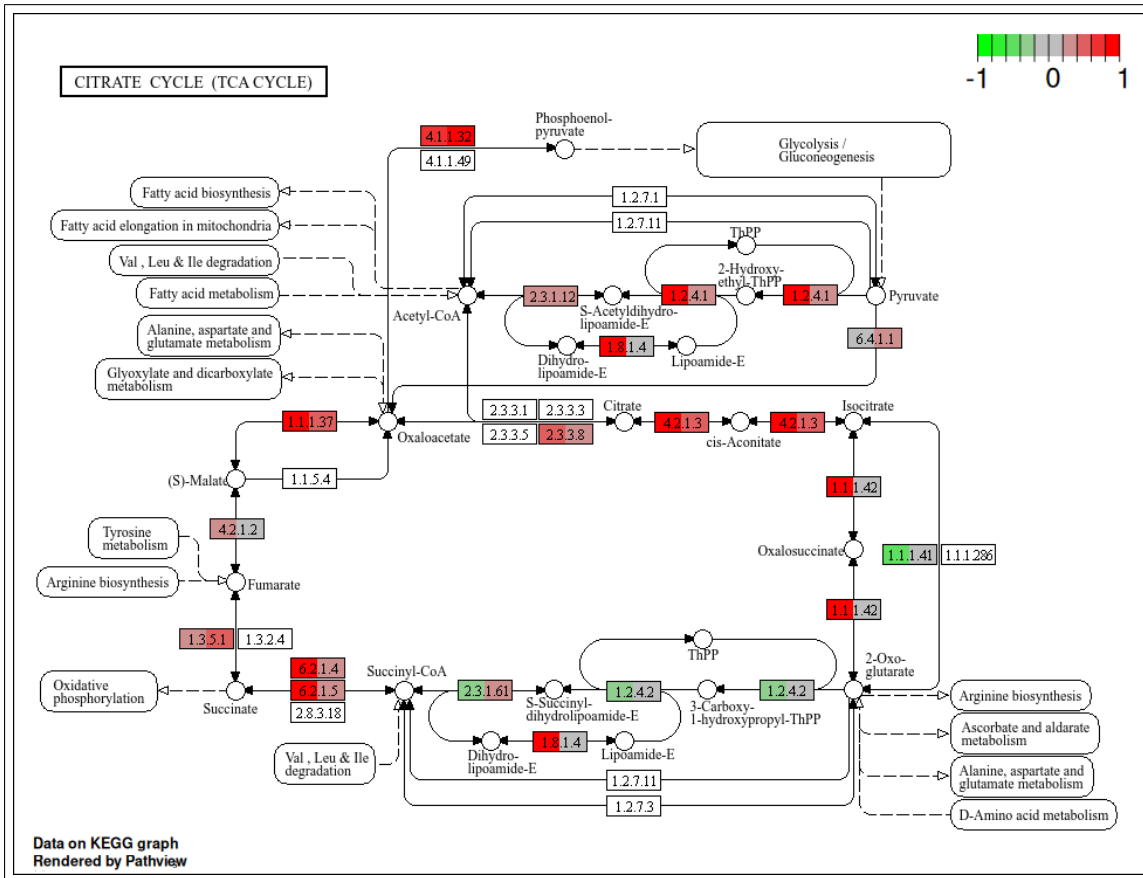 -1 0 1
CITRATE CYCLE (TCA CYCLE)
4.1.1.32
4.1.1.49
Phosphoenol-
pyruvate
Glycolysis /
Gluconeogenesis
Fatty acid biosynthesis
Fatty acid elongation in mitochondria
Val , Leu & Ile degradation
Fatty acid metabolism
Alanine, aspartate and
glutamate metabolism
Glyoxylate and dicarboxylate
metabolism
1.2.7.1
1.2.7.11
ThPP
2-Hydroxy-
ethyl-ThPP
Acetyl-CoA
2.3.1.12
S-Acetyldihydro-
lipoamide-E
1.2.4.1
1.2.4.1
Pyruvate
Dihydro-
lipoamide-E
1.8.1.4
Lipoamide-E
6.4.1.1
1.1.1.37
Oxaloacetate
2.3.3.1
2.3.3.3
2.3.3.5
2.3.3.8
Citrate
4.2.1.3
cis-Aconitate
4.2.1.3
Isocitrate
(S)-Malate
1.1.5.4
1.1.1.42
4.2.1.2
Tyrosine
metabolism
Oxalosuccinate
1.1.1.41
1.1.1.286
Arginine biosynthesis
Fumarate
1.1.1.42
1.3.5.1
1.3.2.4
ThPP
Oxidative
phosphorylation
Succinate
6.2.1.4
6.2.1.5
2.8.3.18
Succinyl-CoA
2.3.1.61
S-Succinyl-
dihydrolipoamide-E
1.2.4.2
3-Carboxy-
1-hydroxypropyl-ThPP
1.2.4.2
2-Oxo-
glutarate
Arginine biosynthesis
Ascorbate and aldarate
metabolism
Alanine, aspartate and
glutamate metabolism
D-Amino acid metabolism
Val , Leu & Ile
degradation
Dihydro-
lipoamide-E
1.8.1.4
Lipoamide-E
1.2.7.11
1.2.7.3
Data on KEGG graph
Rendered by Pathview